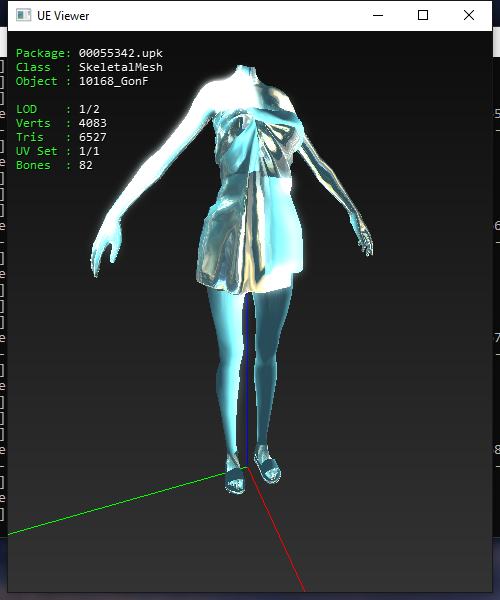 UE Viewer
Package: 00055342.upk
Class : SkeletalMesh
Object : 10168_GonF
LOD : 1/2
Verts : 4083
Tris : 6527
UV Set : 1/1
Bones : 82